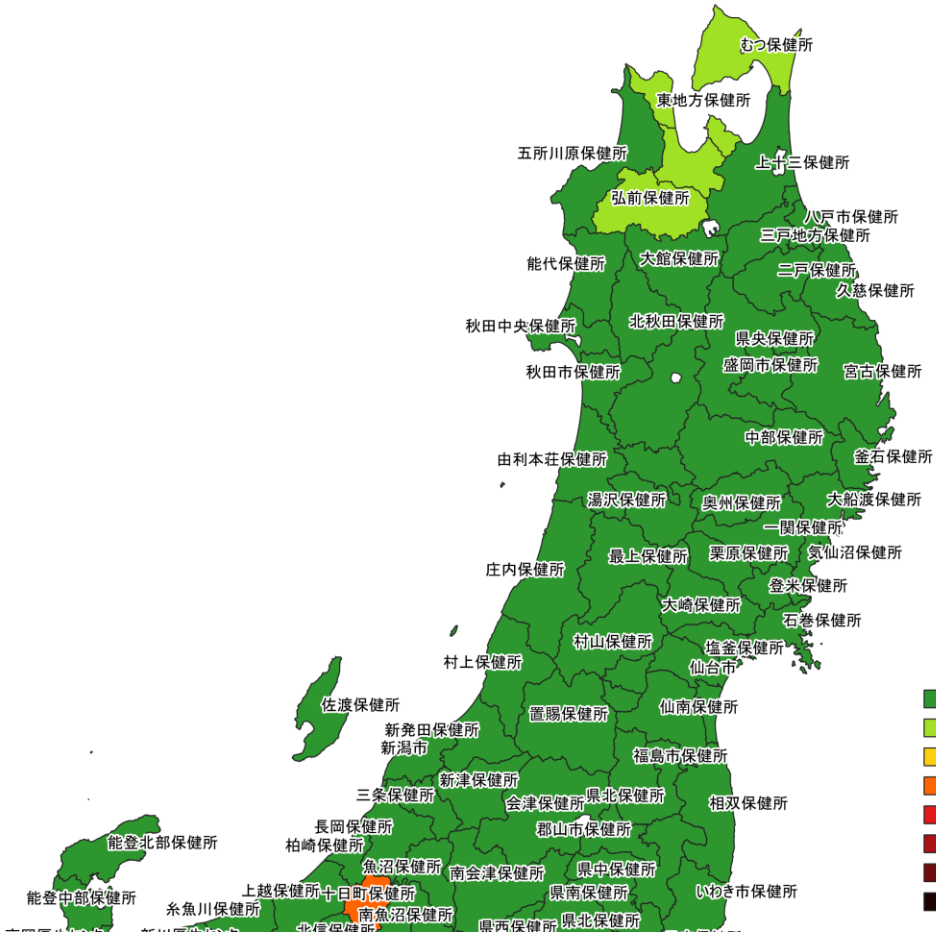 むつ保健所
東地方保健所
五所川原保健所
上十三保健所
弘前保健所
八戸市保健所
三戸地方保健所
大館保健所
能代保健所
二戸保健所
久慈保健所
北秋田保健所
秋田中央保健所
県央保健所
盛岡市保健所
秋田市保健所
宮古保健所
中部保健所
由利本荘保健所
釜石保健所
湯沢保健所
奥州保健所
大船渡保健所
一関保健所
最上保健所
栗原保健所
気仙沼保健所
庄内保健所
登米保健所
大崎保健所
石巻保健所
村山保健所
塩釜保健所
村上保健所
仙台市
佐渡保健所
置賜保健所
仙南保健所
新発田保健所
新潟市
福島市保健所
新津保健所
三条保健所
会津保健所
県北保健所
相双保健所
長岡保健所
郡山市保健所
能登北部保健所
柏崎保健所
魚沼保健所
南会津保健所
県中保健所
上越保健所
十日町保健所
県南保健所
いわき市保健所
能登中部保健所
糸魚川保健所
南魚沼保健所
県北保健所
県西保健所
北信保健所